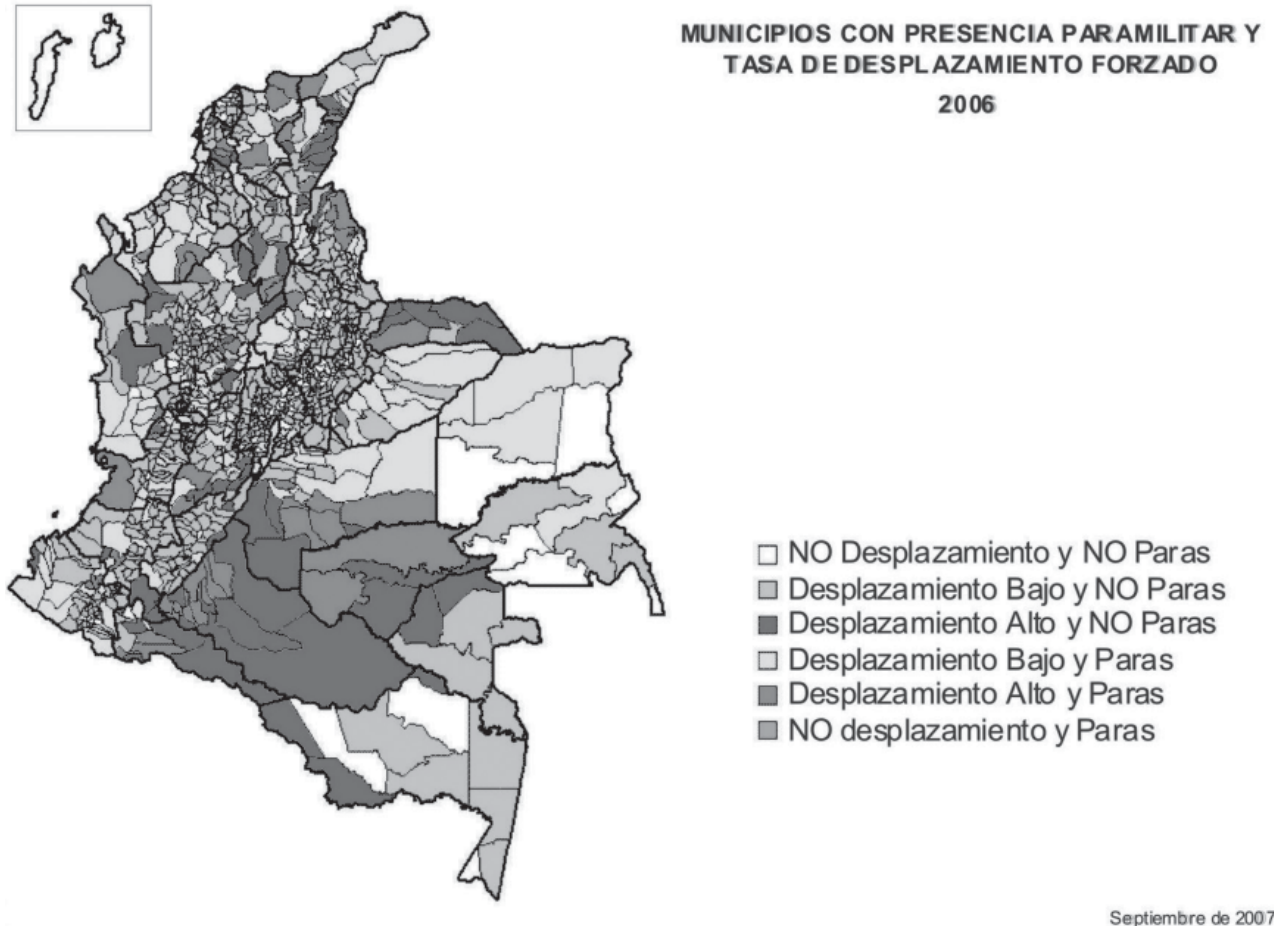 MUNICIPIOS CON PRESENCIA PARAMILITAR Y
TASA DE DESPLAZAMIENTO FORZADO
2006
NO Desplazamiento y NO Paras
Desplazamiento Bajo y NO Paras
Desplazamiento Alto y NO Paras
Desplazamiento Bajo y Paras
Desplazamiento Alto y Paras
NO desplazamiento y Paras
Septiembre de 2007